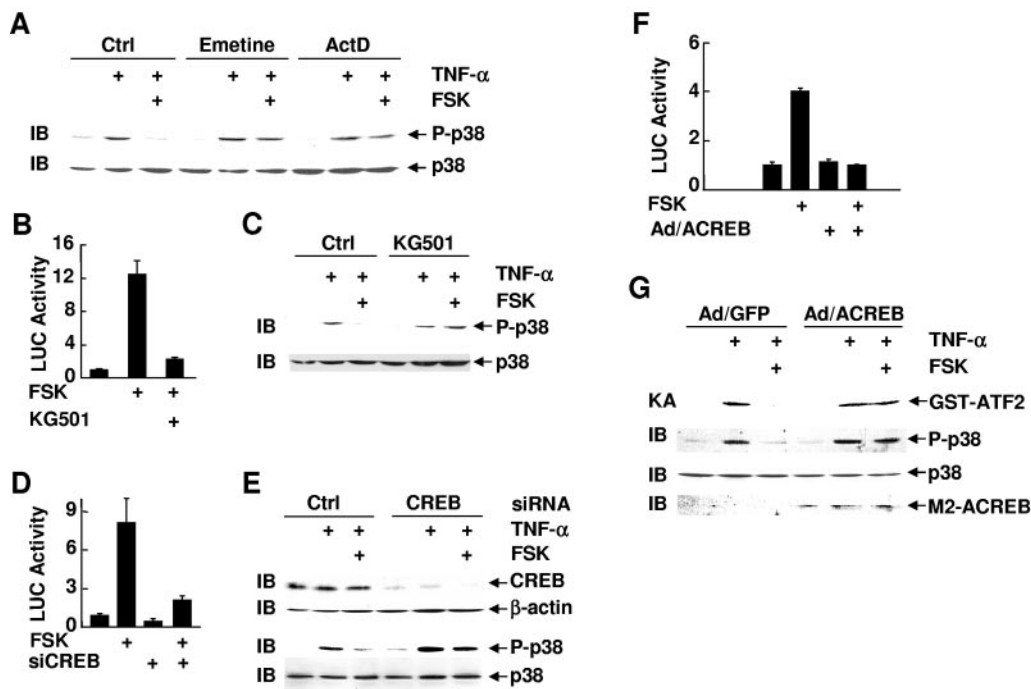 A
Ctrl Emetine ActD
+ + + + + + TNF-α
+ + + FSK
IB P-p38
IB p38
B
LUC Activity
16
12
8
4
0
FSK + +
KG501 +
C
Ctrl KG501
+ + + + TNF-α
+ + FSK
IB P-p38
IB p38
D
LUC Activity
9
6
3
0
FSK + +
siCREB + +
E
Ctrl CREB siRNA
+ + + + TNF-α
+ + FSK
IB CREB
IB β-actin
IB P-p38
IB p38
F
LUC Activity
6
4
2
0
FSK + +
Ad/ACREB + +
G
Ad/GFP Ad/ACREB
+ + + + TNF-α
+ + FSK
KA GST-ATF2
IB P-p38
IB p38
IB M2-ACREB